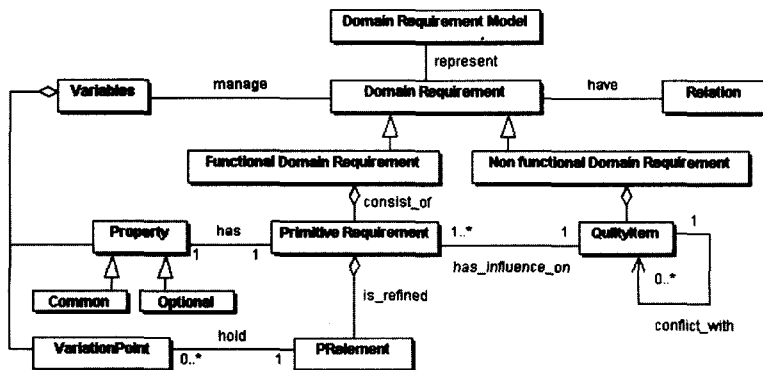 Domain Requirement Model
represent
Variables
manage
Domain Requirement
have
Relation
Functional Domain Requirement
Non functional Domain Requirement
consist_of
Property
has
1
1
Primitive Requirement
1..*
1
has_influence_on
QulityItem
1
0..*
conflict_with
Common
Optional
is_refined
VariationPoint
hold
0..*
1
PRelement